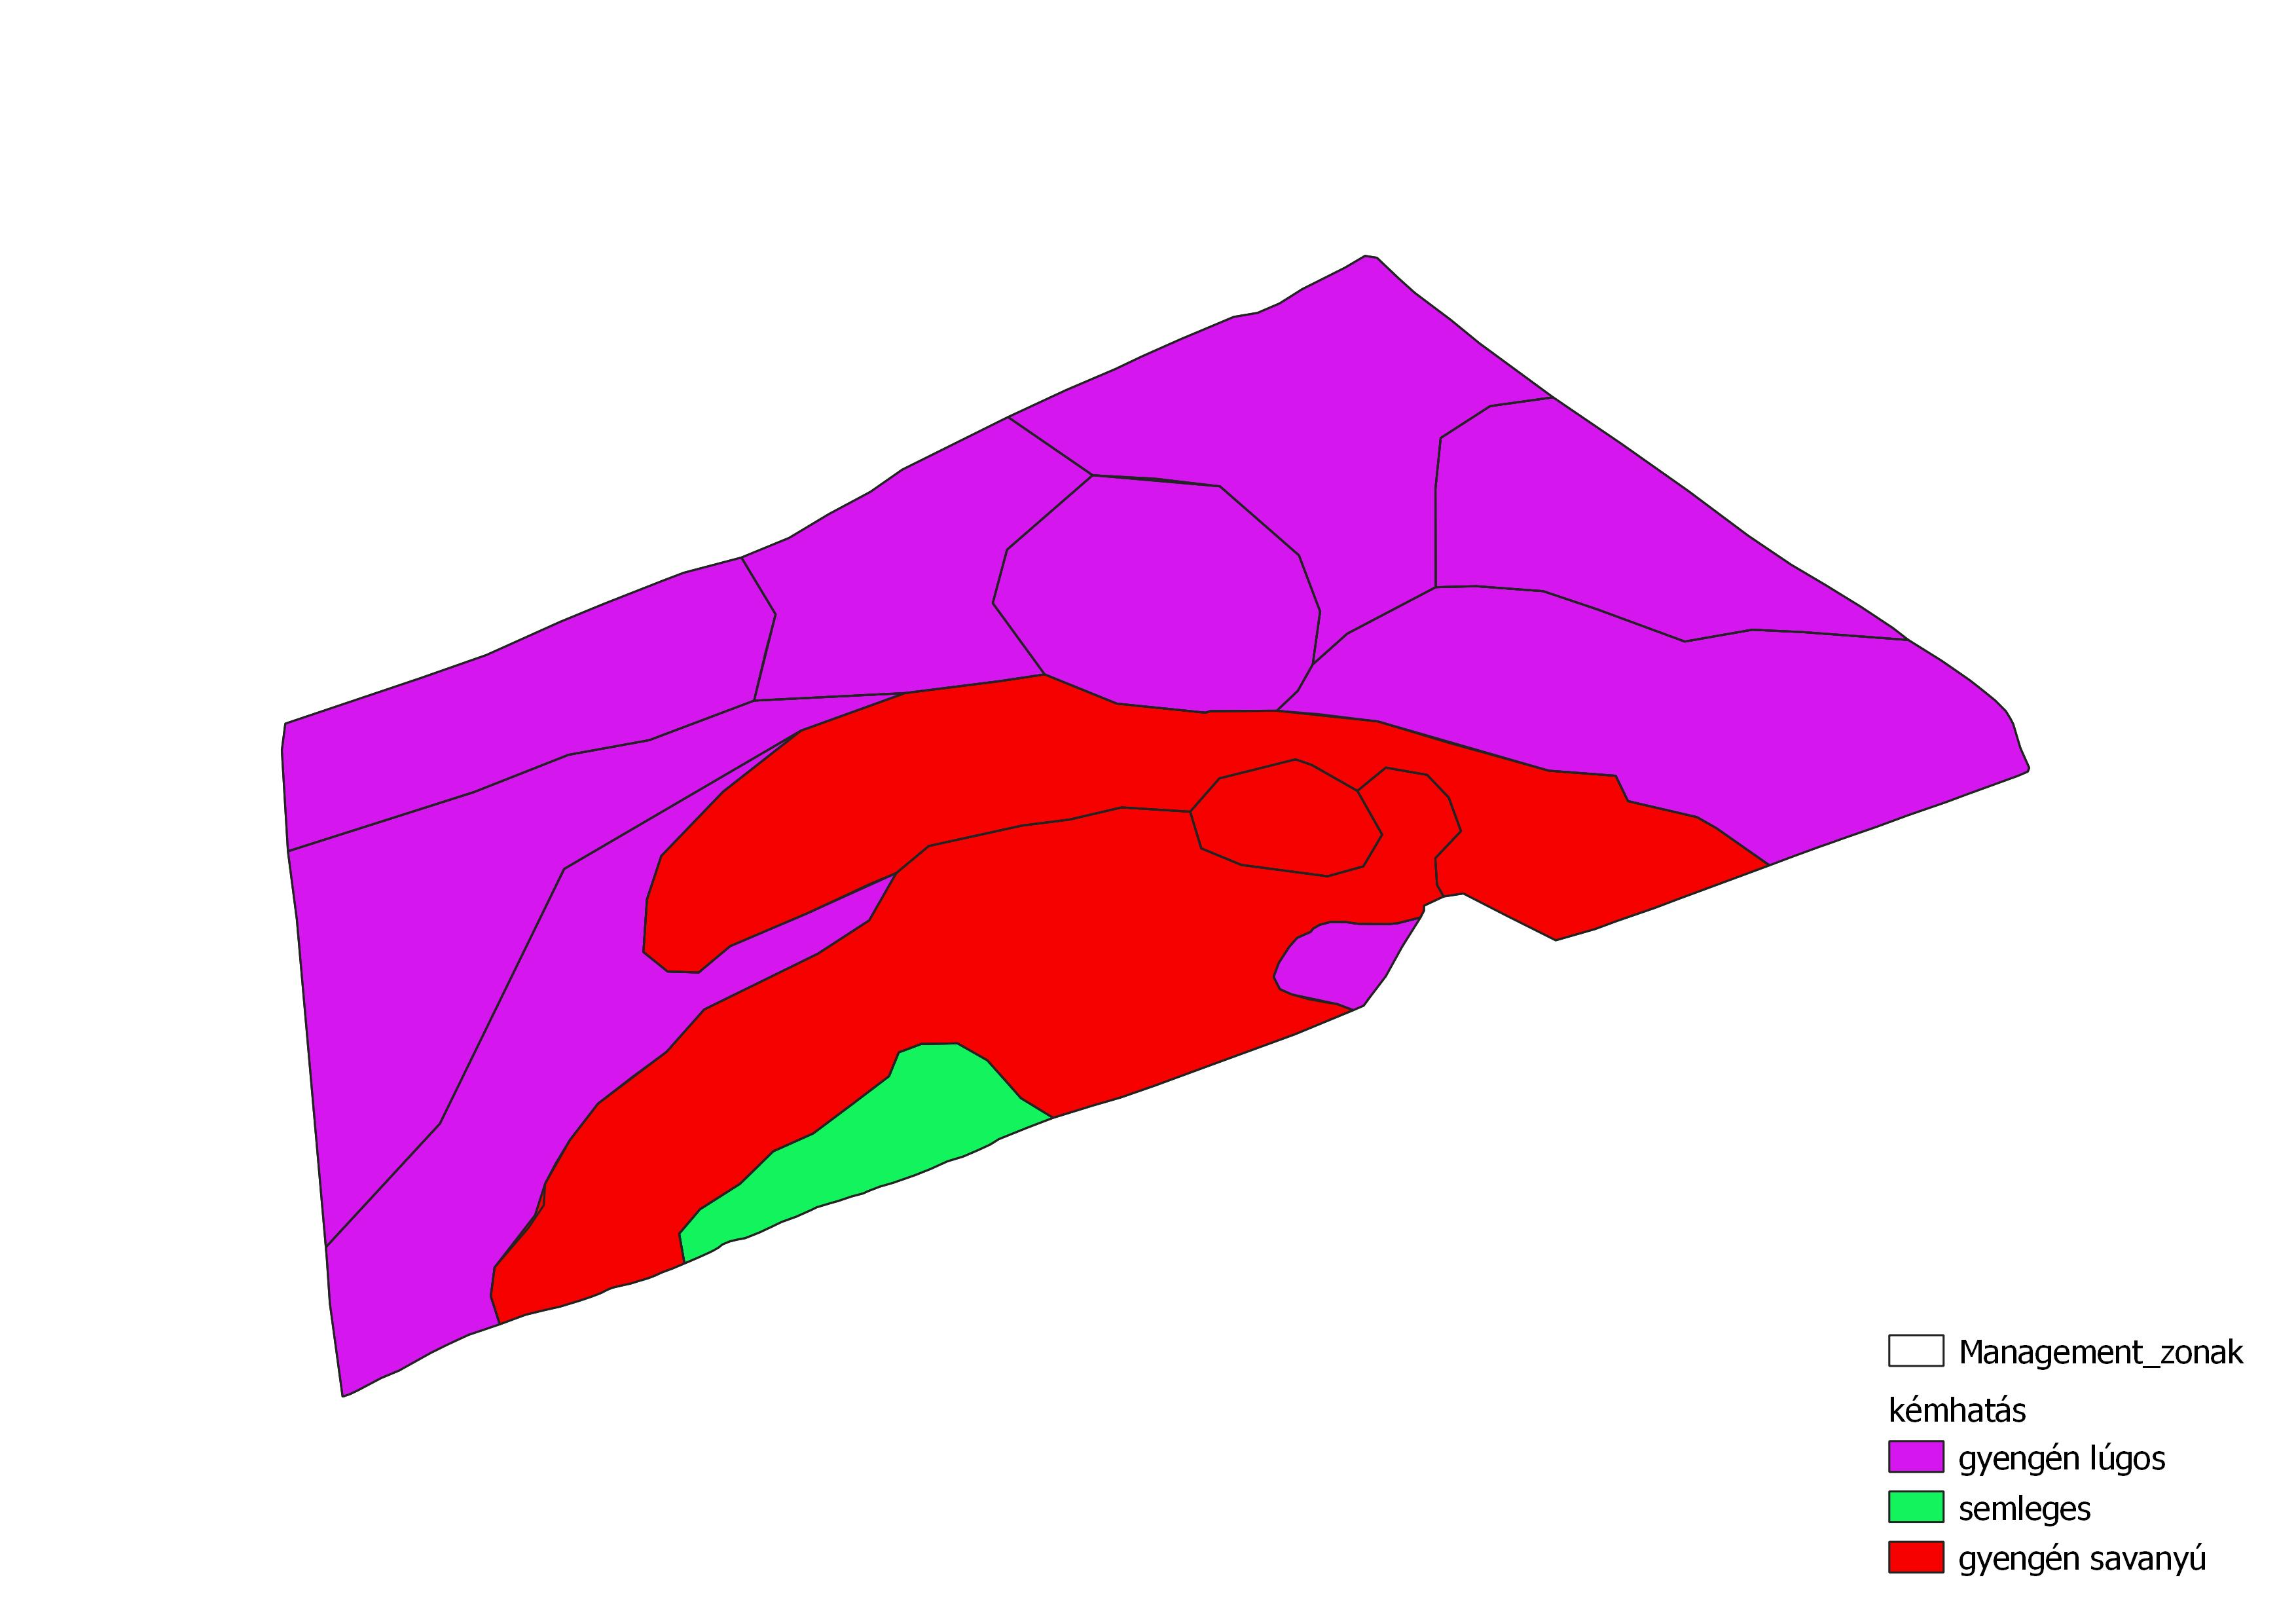 Management_zonak
kémhatás
gyengén lúgos
semleges
gyengén savanyú